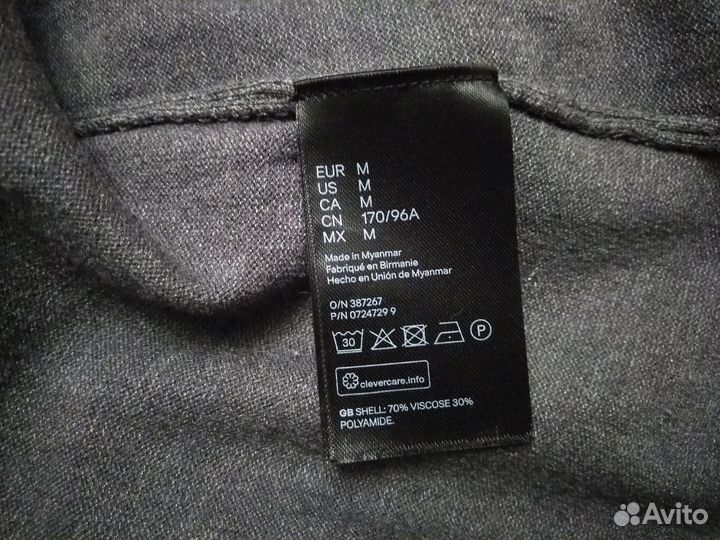 EUR M
US M
CA M
CN 170/96A
MX M
Made in Myanmar
Fabriqué en Birmanie
Hecho en Unión de Myanmar
O/N 387267
P/N 0724729 9
30 P
clevercare.info
GB SHELL: 70% VISCOSE 30%
POLYAMIDE.
Avito